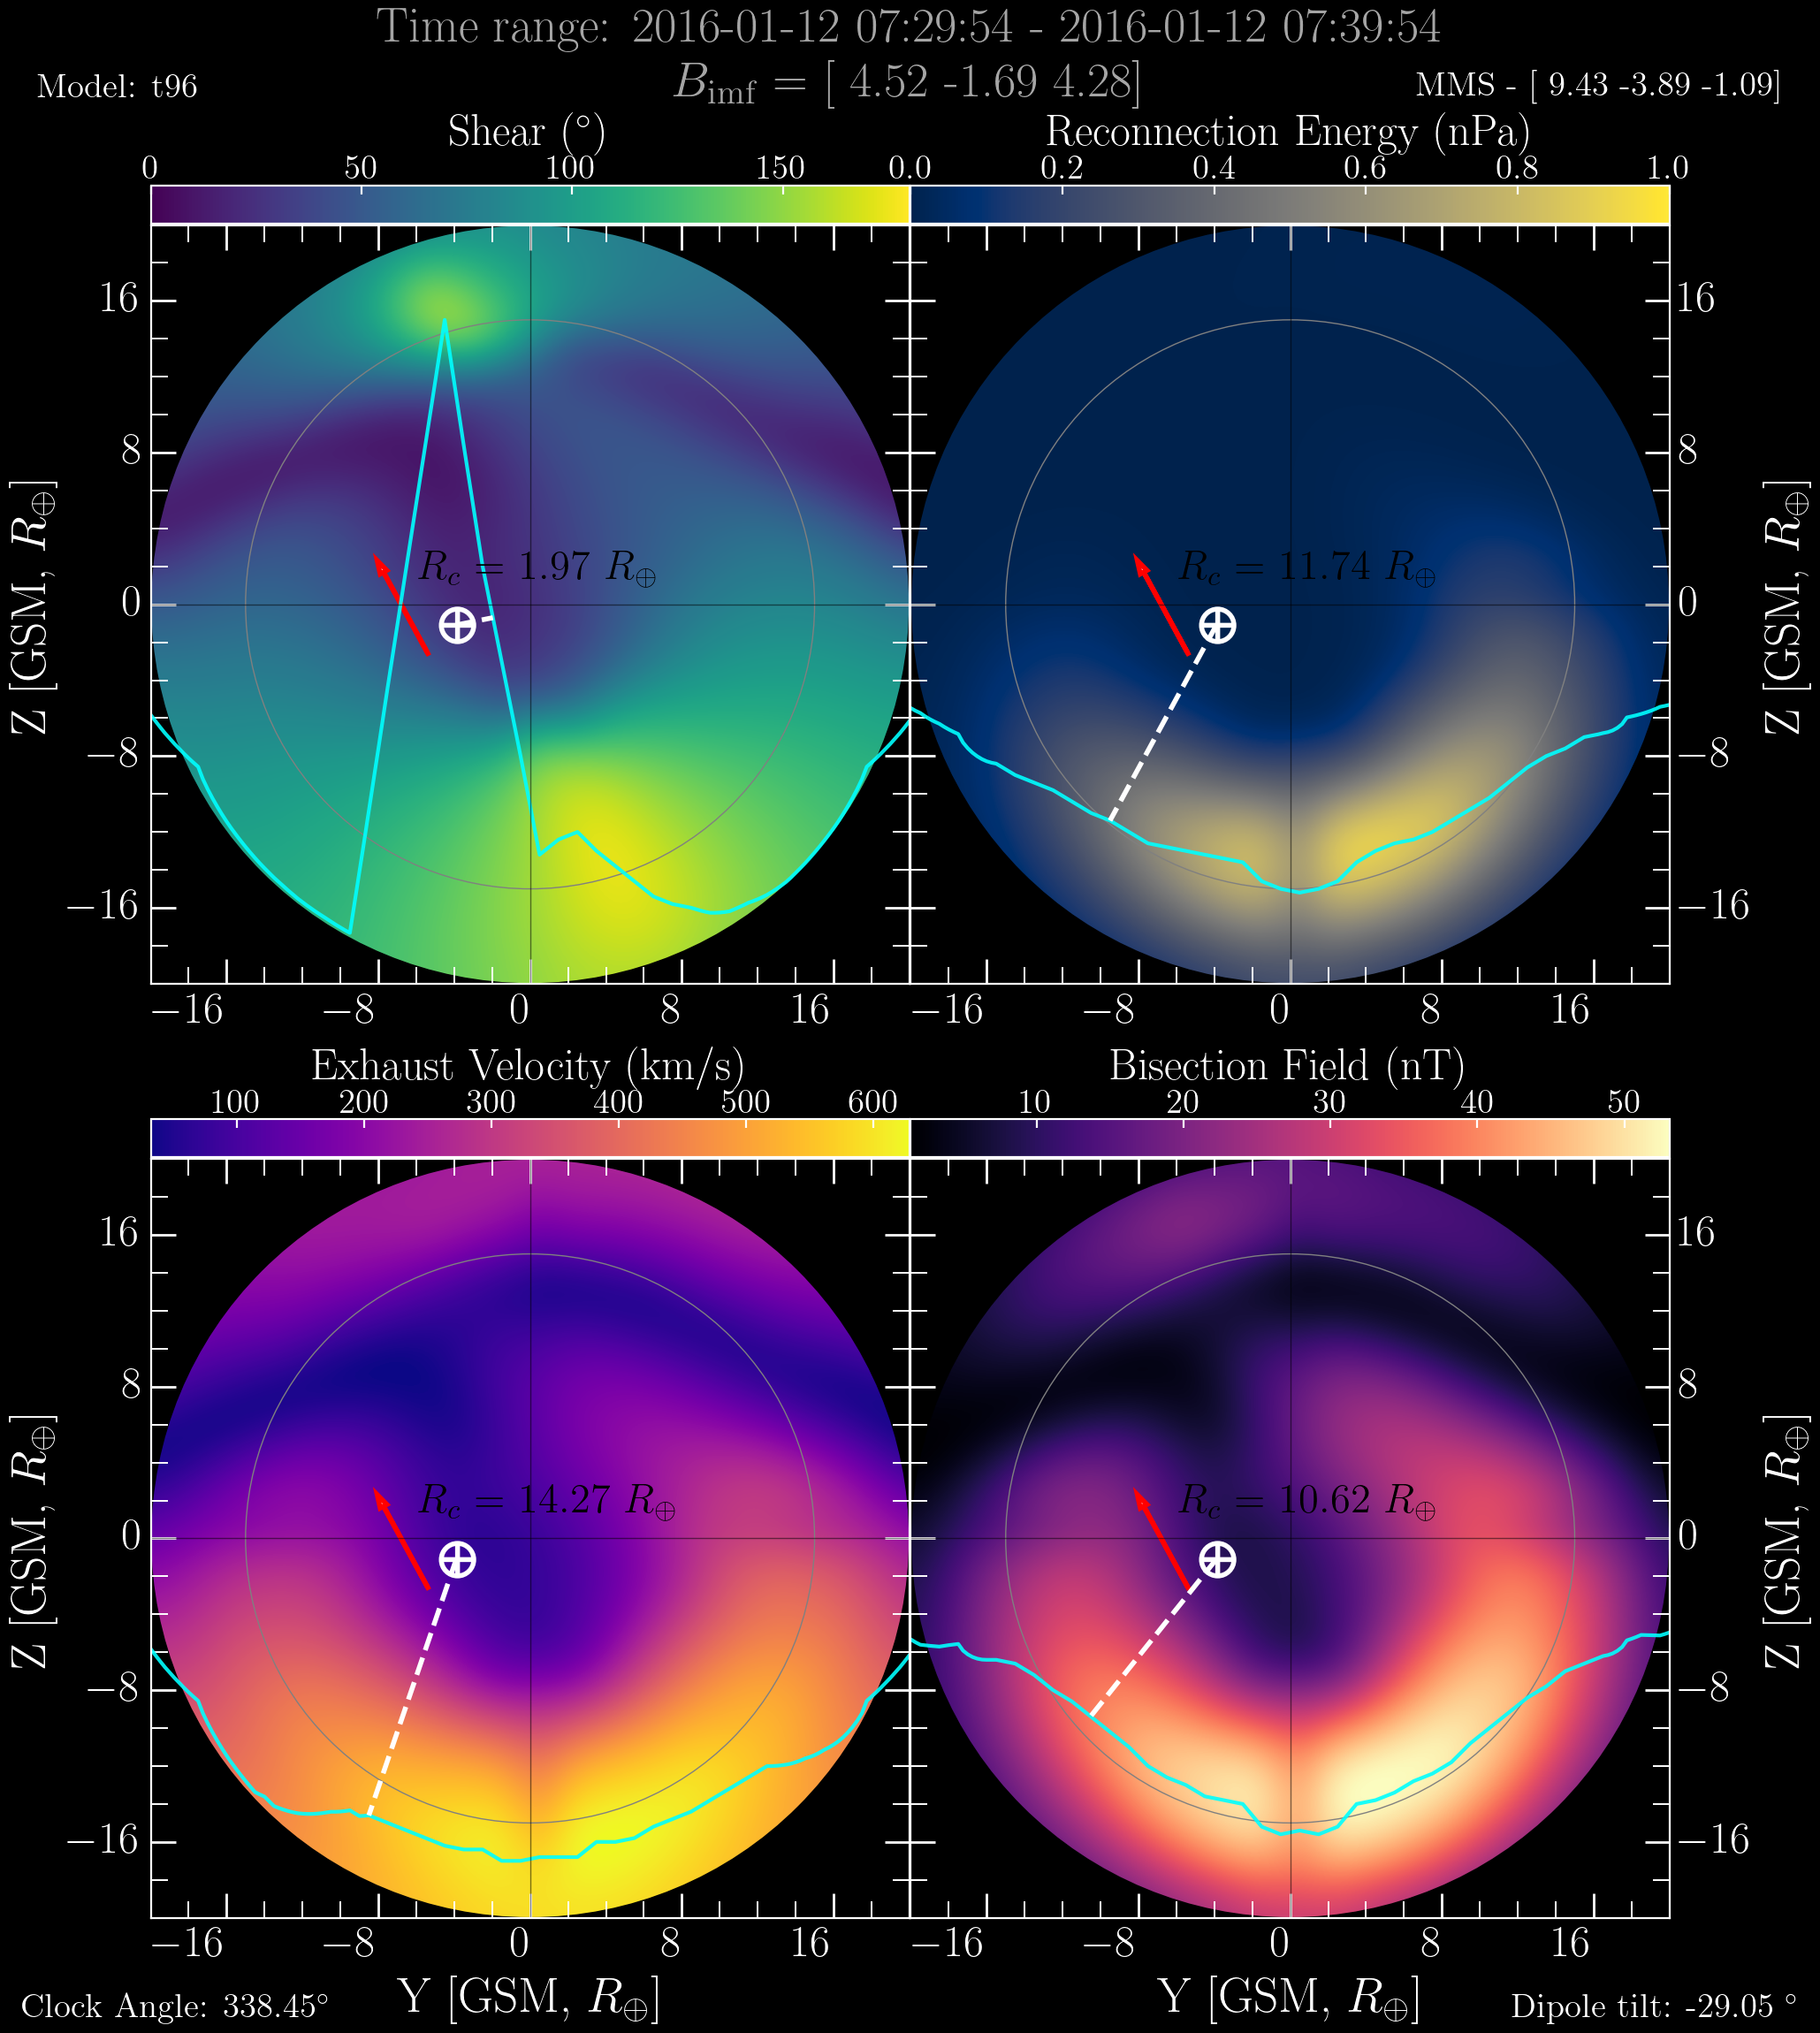 Time range: 2016-01-12 07:29:54 - 2016-01-12 07:39:54
Model: t96
B_imf = [ 4.52 -1.69 4.28]
MMS - [ 9.43 -3.89 -1.09]
Shear (°)
Reconnection Energy (nPa)
0 50 100 150
0.0 0.2 0.4 0.6 0.8 1.0
16 8 0 −8 −16
Z [GSM, R⊕]
R_c = 1.97 R⊕
R_c = 11.74 R⊕
16 8 0 −8 −16
Z [GSM, R⊕]
−16 −8 0 8 16
−16 −8 0 8 16
Exhaust Velocity (km/s)
Bisection Field (nT)
100 200 300 400 500 600
10 20 30 40 50
16 8 0 −8 −16
Z [GSM, R⊕]
R_c = 14.27 R⊕
R_c = 10.62 R⊕
16 8 0 −8 −16
Z [GSM, R⊕]
−16 −8 0 8 16
−16 −8 0 8 16
Y [GSM, R⊕]
Y [GSM, R⊕]
Clock Angle: 338.45°
Dipole tilt: -29.05 °